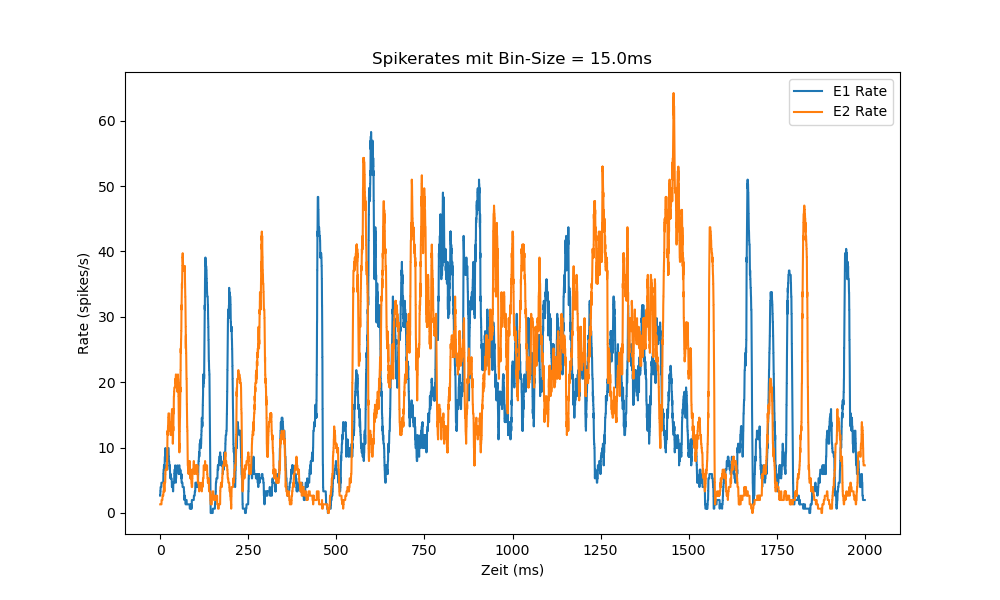 Spikerates mit Bin-Size = 15.0ms
E1 Rate
E2 Rate
Rate (spikes/s)
60
50
40
30
20
10
0
0 250 500 750 1000 1250 1500 1750 2000
Zeit (ms)